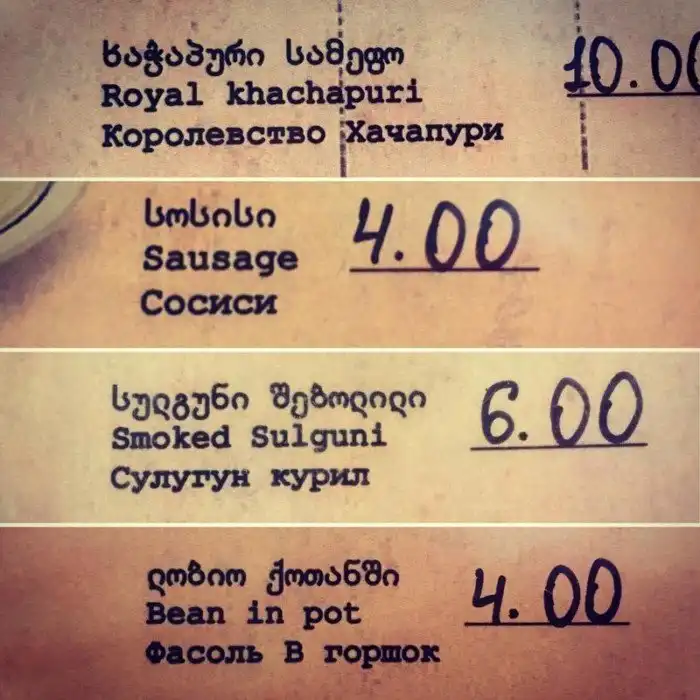 ხაჭაპური სამეფო
Royal khachapuri 10.00
Королевство Хачапури
სოსისი
Sausage 4.00
Сосиси
სულგუნი შებოლილი
Smoked Sulguni 6.00
Сулугун курил
ლობიო ქოთანში
Bean in pot 4.00
Фасоль В горшок